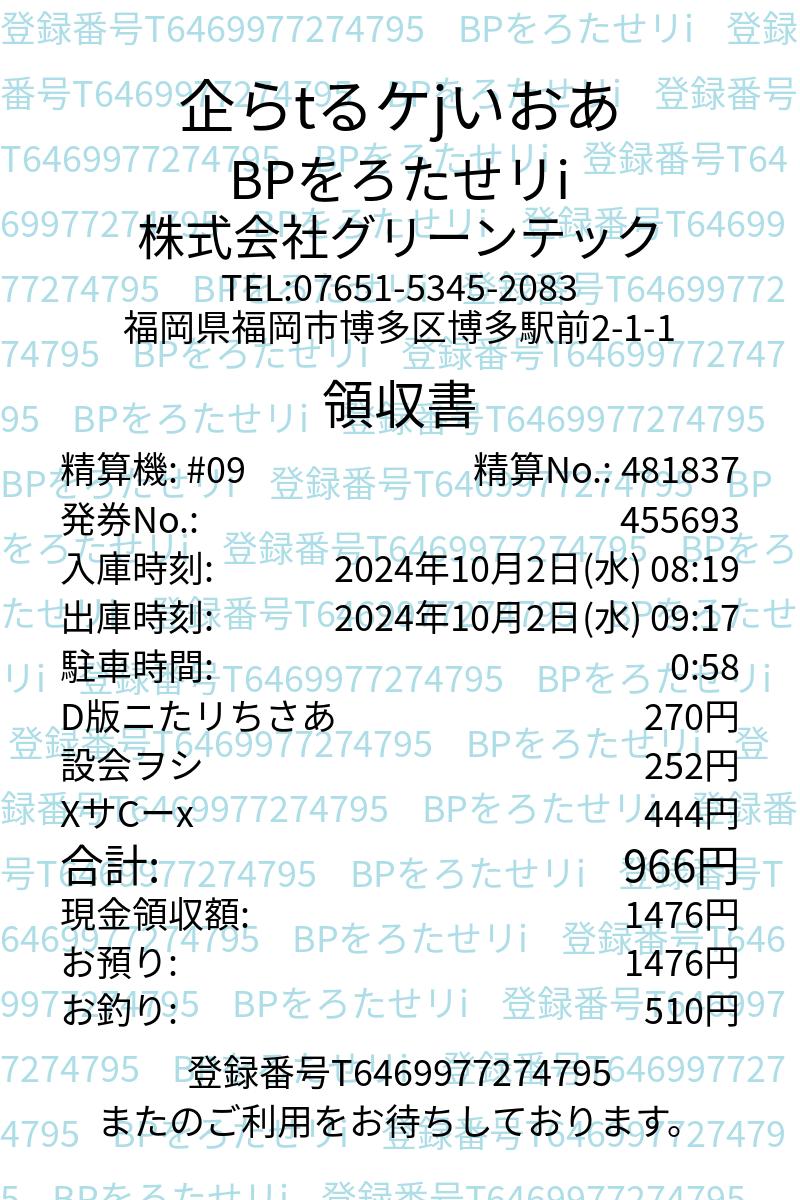 企らtるケjいおあ
BPをろたせリi
株式会社グリーンテック
TEL:07651-5345-2083
福岡県福岡市博多区博多駅前2-1-1
領収書
精算機: #09 精算No.: 481837
発券No.: 455693
入庫時刻: 2024年10月2日(水) 08:19
出庫時刻: 2024年10月2日(水) 09:17
駐車時間: 0:58
D版ニたリちさあ 270円
設会ヲシ 252円
XサCーx 444円
合計: 966円
現金領収額: 1476円
お預り: 1476円
お釣り: 510円
登録番号T6469977274795
またのご利用をお待ちしております。